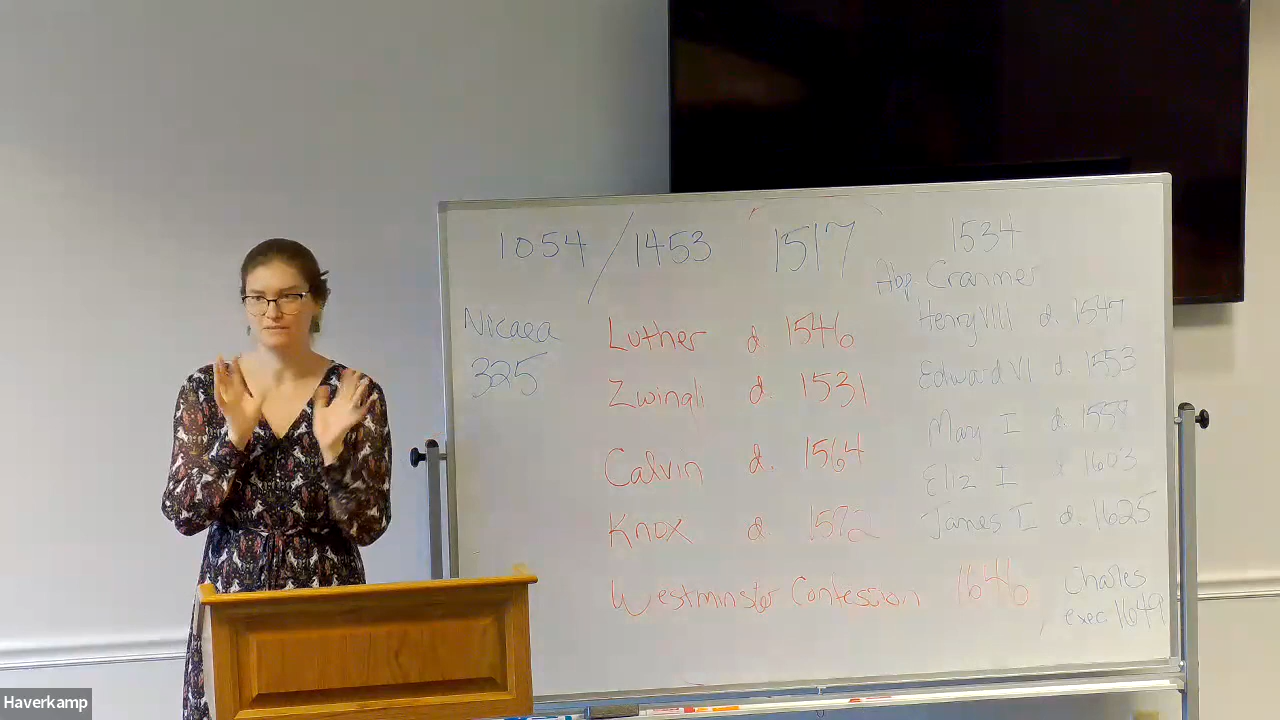 1054 / 1453 1517 1534
Abp Cranmer
Nicaea
325
Luther d. 1546
Zwingli d. 1531
Calvin d. 1564
Knox d. 1572
Westminster Confession 1646
Henry VIII d. 1547
Edward VI d. 1553
Mary I d. 1558
Eliz I d. 1603
James I d. 1625
Charles
exec. 1649
Haverkamp